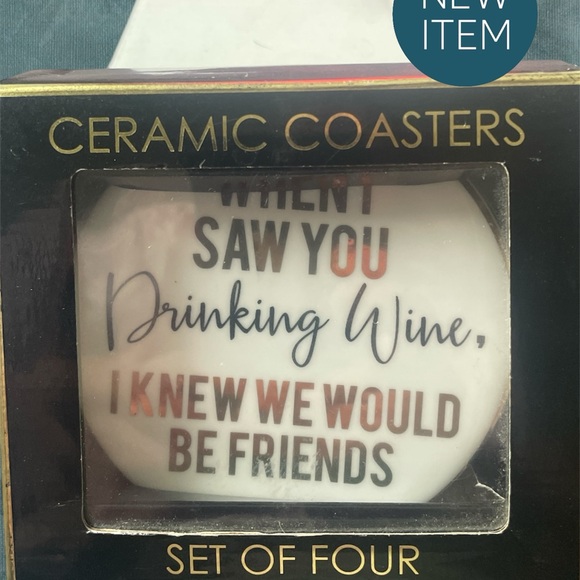 NEW
ITEM
CERAMIC COASTERS
WHEN I
SAW YOU
Drinking Wine,
I KNEW WE WOULD
BE FRIENDS
SET OF FOUR